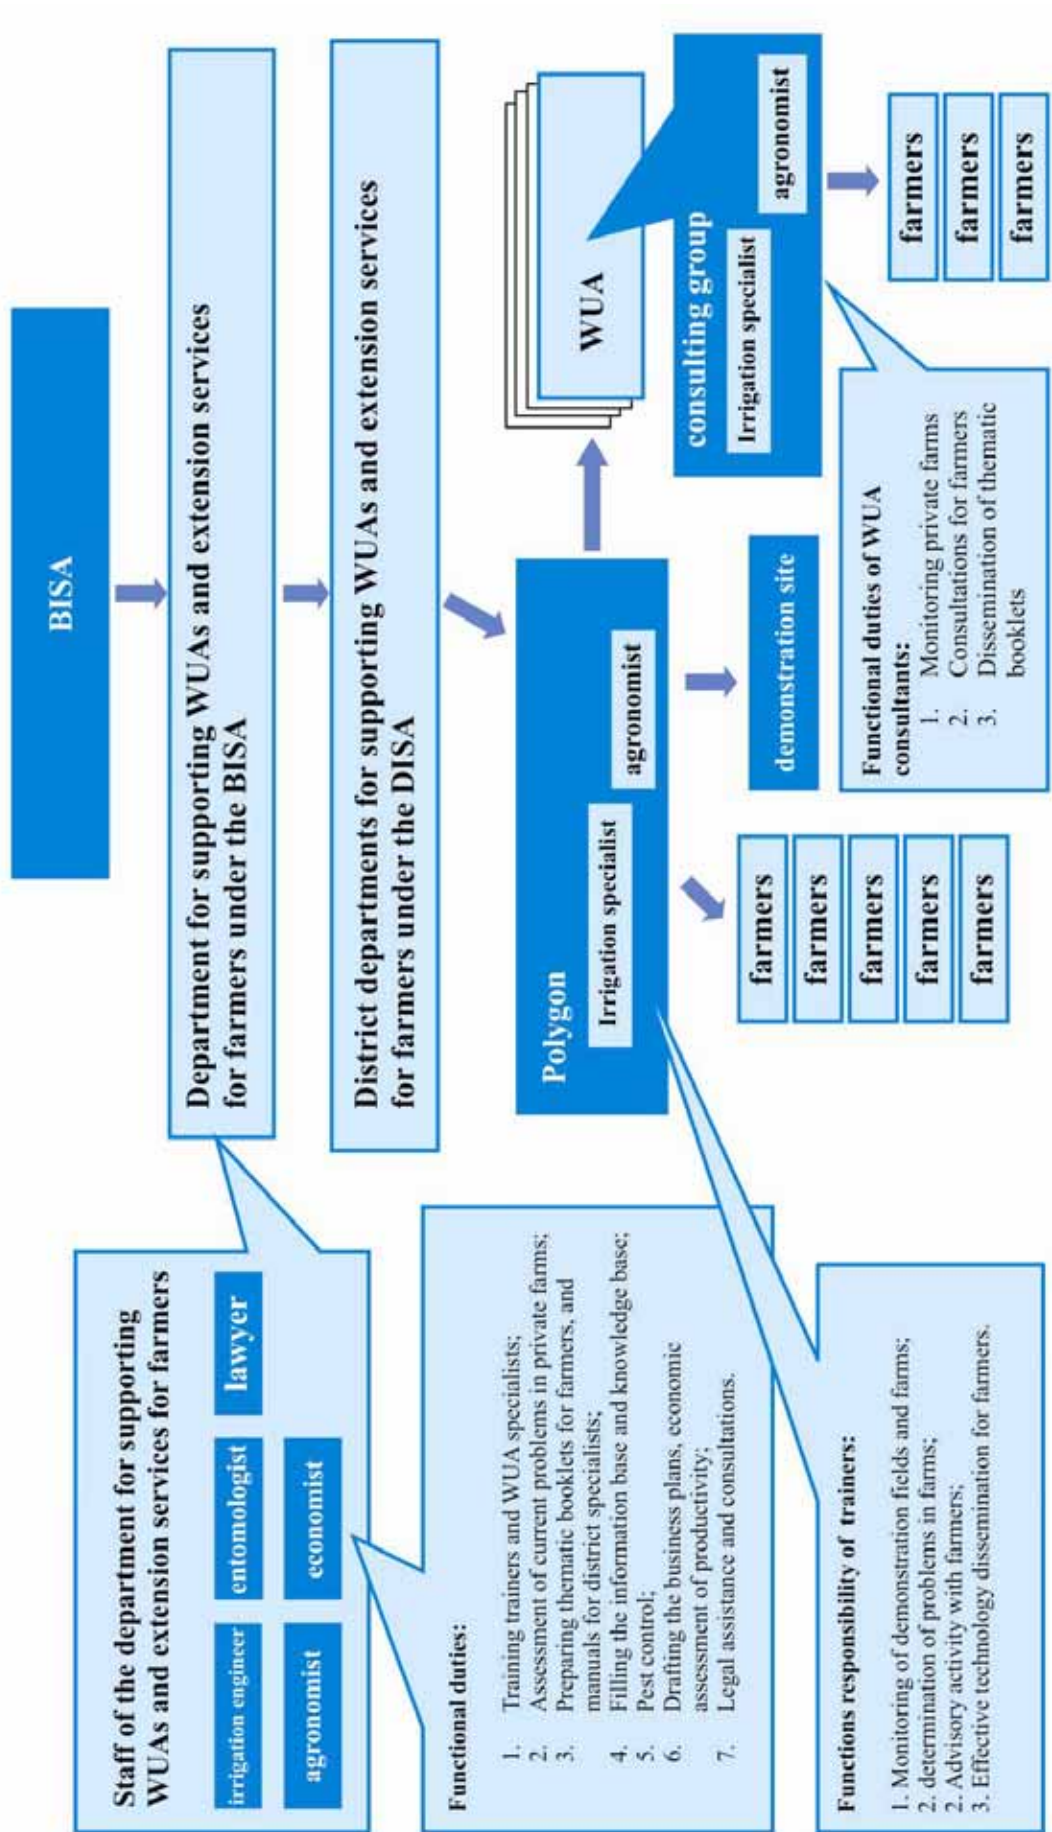 BISA
Staff of the department for supporting
WUAs and extension services for farmers
irrigation engineer
entomologist
lawyer
agronomist
economist
Department for supporting WUAs and extension services
for farmers under the BISA
District departments for supporting WUAs and extension services
for farmers under the DISA
Functional duties:
1. Training trainers and WUA specialists;
2. Assessment of current problems in private farms;
3. Preparing thematic booklets for farmers, and
manuals for district specialists;
4. Filling the information base and knowledge base;
5. Pest control;
6. Drafting the business plans, economic
assessment of productivity;
7. Legal assistance and consultations.
Polygon
Irrigation specialist
agronomist
WUA
consulting group
Irrigation specialist
agronomist
demonstration site
farmers
farmers
farmers
farmers
farmers
Functions responsibility of trainers:
1. Monitoring of demonstration fields and farms;
2. determination of problems in farms;
2. Advisory activity with farmers;
3. Effective technology dissemination for farmers.
Functional duties of WUA
consultants:
1. Monitoring private farms
2. Consultations for farmers
3. Dissemination of thematic
booklets
farmers
farmers
farmers